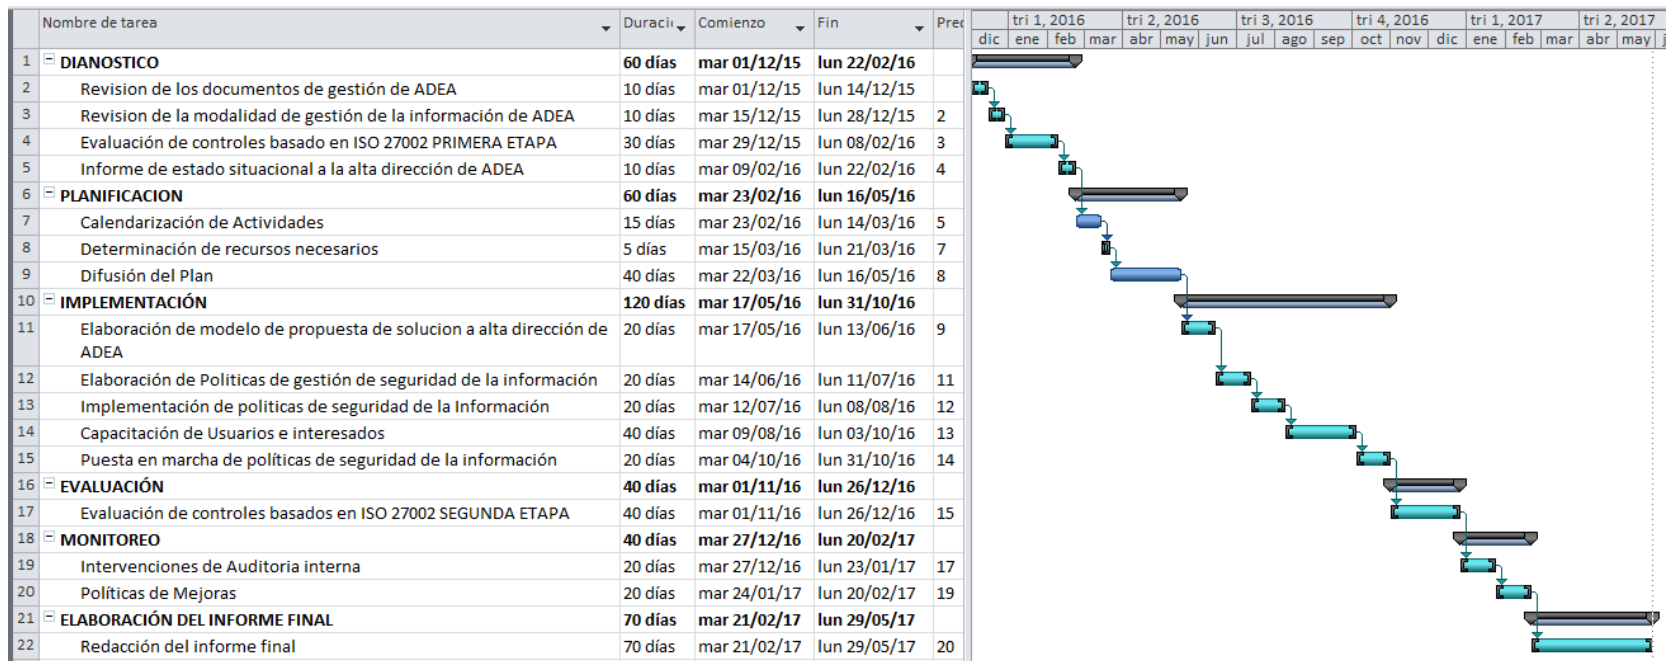 Nombre de tarea Duració Comienzo Fin Pred tri 1, 2016 tri 2, 2016 tri 3, 2016 tri 4, 2016 tri 1, 2017 tri 2, 2017
dic ene feb mar abr may jun jul ago sep oct nov dic ene feb mar abr may j
1 DIANOSTICO 60 días mar 01/12/15 lun 22/02/16
2 Revision de los documentos de gestión de ADEA 10 días mar 01/12/15 lun 14/12/15
3 Revision de la modalidad de gestión de la información de ADEA 10 días mar 15/12/15 lun 28/12/15 2
4 Evaluación de controles basado en ISO 27002 PRIMERA ETAPA 30 días mar 29/12/15 lun 08/02/16 3
5 Informe de estado situacional a la alta dirección de ADEA 10 días mar 09/02/16 lun 22/02/16 4
6 PLANIFICACION 60 días mar 23/02/16 lun 16/05/16
7 Calendarización de Actividades 15 días mar 23/02/16 lun 14/03/16 5
8 Determinación de recursos necesarios 5 días mar 15/03/16 lun 21/03/16 7
9 Difusión del Plan 40 días mar 22/03/16 lun 16/05/16 8
10 IMPLEMENTACIÓN 120 días mar 17/05/16 lun 31/10/16
11 Elaboración de modelo de propuesta de solucion a alta dirección de 20 días mar 17/05/16 lun 13/06/16 9
ADEA
12 Elaboración de Politicas de gestión de seguridad de la información 20 días mar 14/06/16 lun 11/07/16 11
13 Implementación de politicas de seguridad de la Información 20 días mar 12/07/16 lun 08/08/16 12
14 Capacitación de Usuarios e interesados 40 días mar 09/08/16 lun 03/10/16 13
15 Puesta en marcha de políticas de seguridad de la información 20 días mar 04/10/16 lun 31/10/16 14
16 EVALUACIÓN 40 días mar 01/11/16 lun 26/12/16
17 Evaluación de controles basados en ISO 27002 SEGUNDA ETAPA 40 días mar 01/11/16 lun 26/12/16 15
18 MONITOREO 40 días mar 27/12/16 lun 20/02/17
19 Intervenciones de Auditoria interna 20 días mar 27/12/16 lun 23/01/17 17
20 Políticas de Mejoras 20 días mar 24/01/17 lun 20/02/17 19
21 ELABORACIÓN DEL INFORME FINAL 70 días mar 21/02/17 lun 29/05/17
22 Redacción del informe final 70 días mar 21/02/17 lun 29/05/17 20